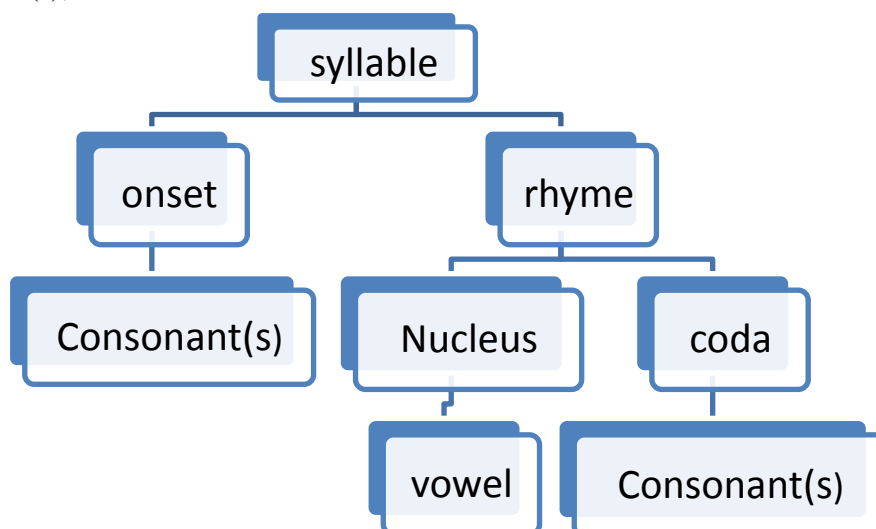 syllable
onset
rhyme
Consonant(s)
Nucleus
coda
vowel
Consonant(s)